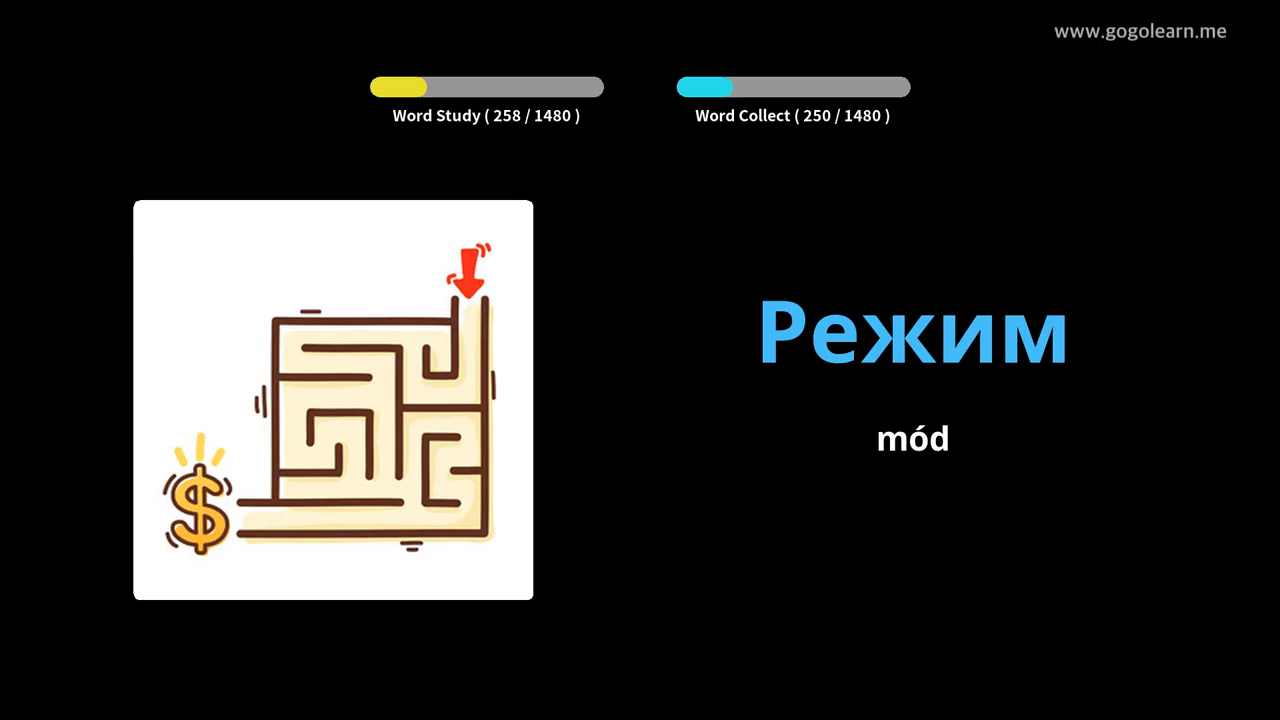 www.gogolearn.me
Word Study ( 258 / 1480 )
Word Collect ( 250 / 1480 )
$
Режим
mód